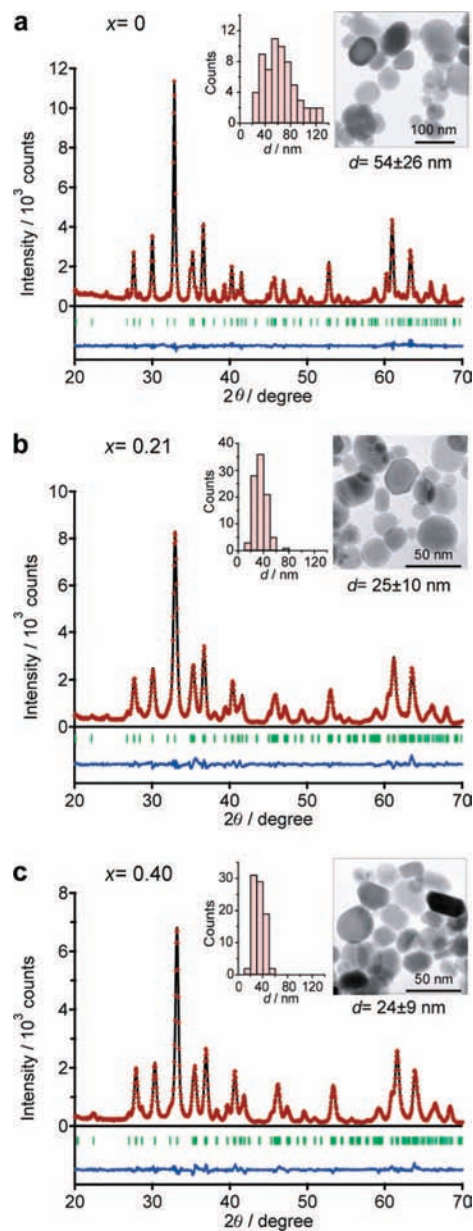 a
x= 0
Counts
12
8
4
0
0 40 80 120
d / nm
100 nm
d= 54±26 nm
Intensity / 10³ counts
12
10
8
6
4
2
0
20 30 40 50 60 70
2θ / degree
b
x= 0.21
Counts
40
30
20
10
0
0 40 80 120
d / nm
50 nm
d= 25±10 nm
Intensity / 10³ counts
10
8
6
4
2
0
20 30 40 50 60 70
2θ / degree
c
x= 0.40
Counts
30
20
10
0
0 40 80 120
d / nm
50 nm
d= 24±9 nm
Intensity / 10³ counts
8
6
4
2
0
20 30 40 50 60 70
2θ / degree